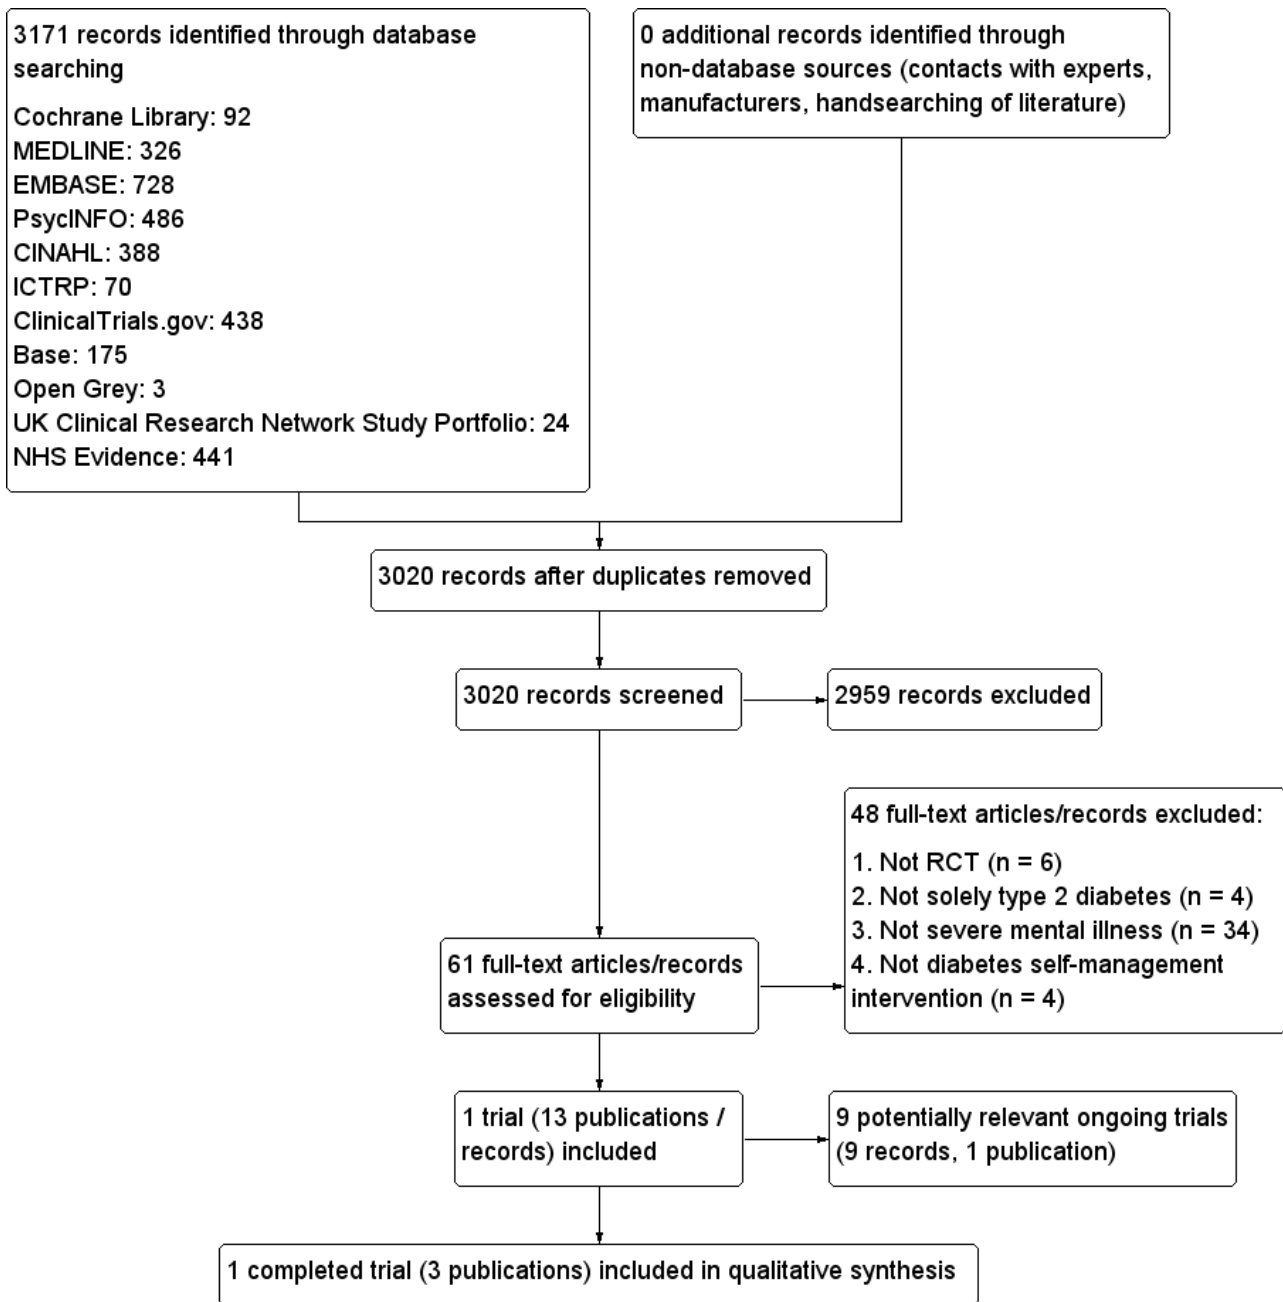 3171 records identified through database
searching
Cochrane Library: 92
MEDLINE: 326
EMBASE: 728
PsycINFO: 486
CINAHL: 388
ICTRP: 70
ClinicalTrials.gov: 438
Base: 175
Open Grey: 3
UK Clinical Research Network Study Portfolio: 24
NHS Evidence: 441
0 additional records identified through
non-database sources (contacts with experts,
manufacturers, handsearching of literature)
3020 records after duplicates removed
3020 records screened
2959 records excluded
48 full-text articles/records excluded:
1. Not RCT (n = 6)
2. Not solely type 2 diabetes (n = 4)
3. Not severe mental illness (n = 34)
4. Not diabetes self-management
intervention (n = 4)
61 full-text articles/records
assessed for eligibility
1 trial (13 publications /
records) included
9 potentially relevant ongoing trials
(9 records, 1 publication)
1 completed trial (3 publications) included in qualitative synthesis